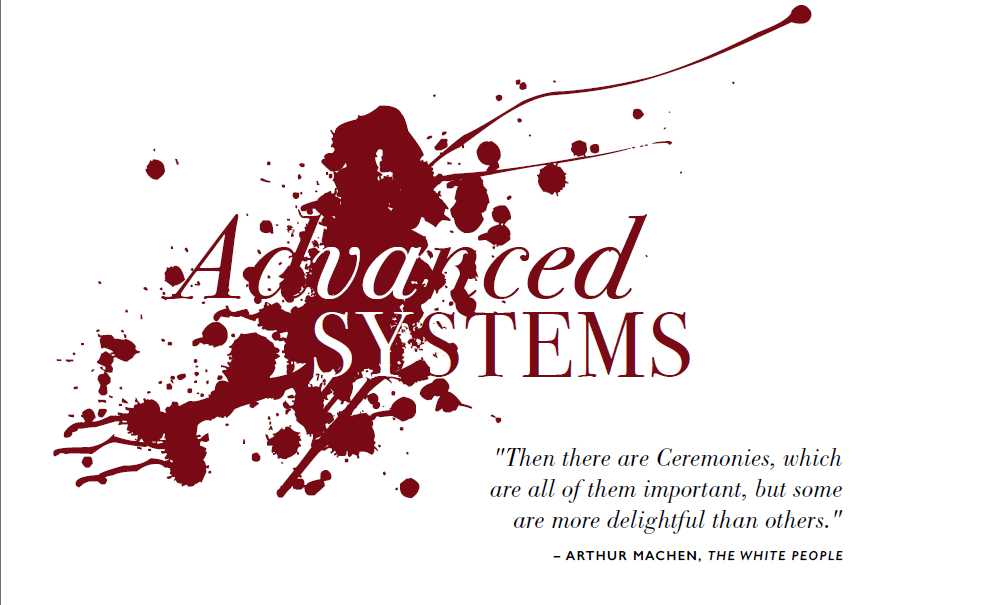 Advanced
SYSTEMS
"Then there are Ceremonies, which
are all of them important, but some
are more delightful than others."
– ARTHUR MACHEN, THE WHITE PEOPLE